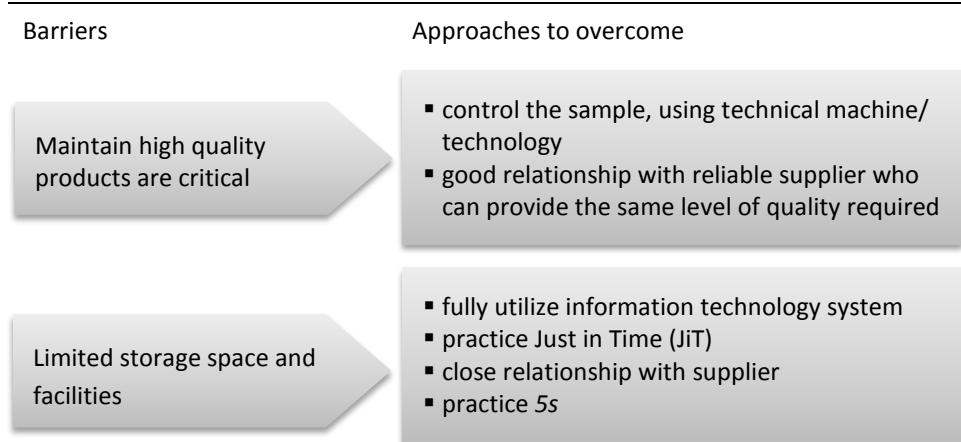 Barriers
Approaches to overcome
Maintain high quality
products are critical
▪ control the sample, using technical machine/
technology
▪ good relationship with reliable supplier who
can provide the same level of quality required
Limited storage space and
facilities
▪ fully utilize information technology system
▪ practice Just in Time (JiT)
▪ close relationship with supplier
▪ practice 5s